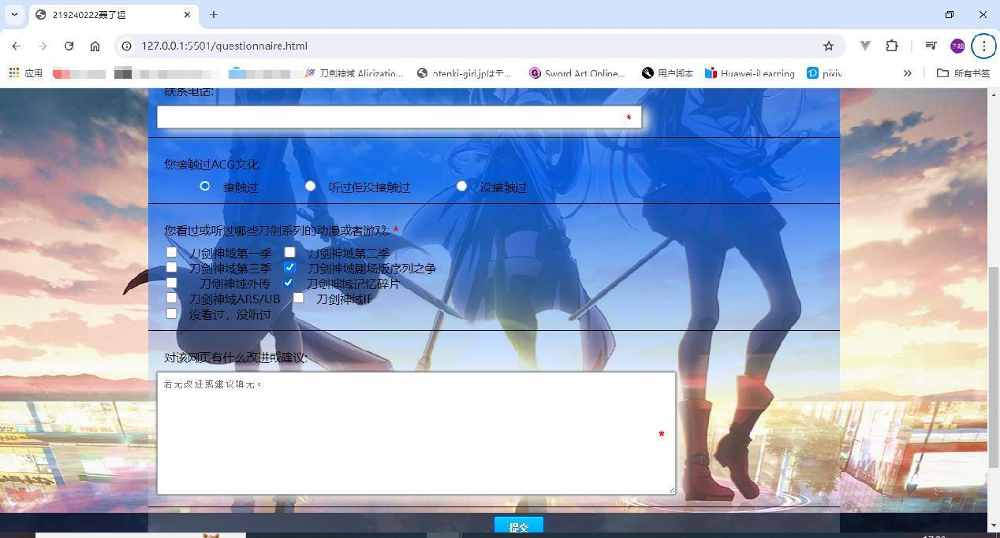 219240222聂了超
127.0.0.1:5501/questionnaire.html
应用 刀剑神域 Alicizatio... otenki-girl.jpは干... Sword Art Online... 用户脚本 Huawei-iLearning pixiv 所有书签
联系电话:
*
您接触过ACG文化:
接触过 听过但没接触过 没接触过
您看过或听过哪些刀剑系列的动漫或者游戏: *
刀剑神域第一季 刀剑神域第二季
刀剑神域第三季 刀剑神域剧场版序列之争
刀剑神域外传 刀剑神域记忆碎片
刀剑神域ARS/UB 刀剑神域IF
没看过，没听过
对该网页有什么改进或建议:
若无改进或建议填无。
*
提交